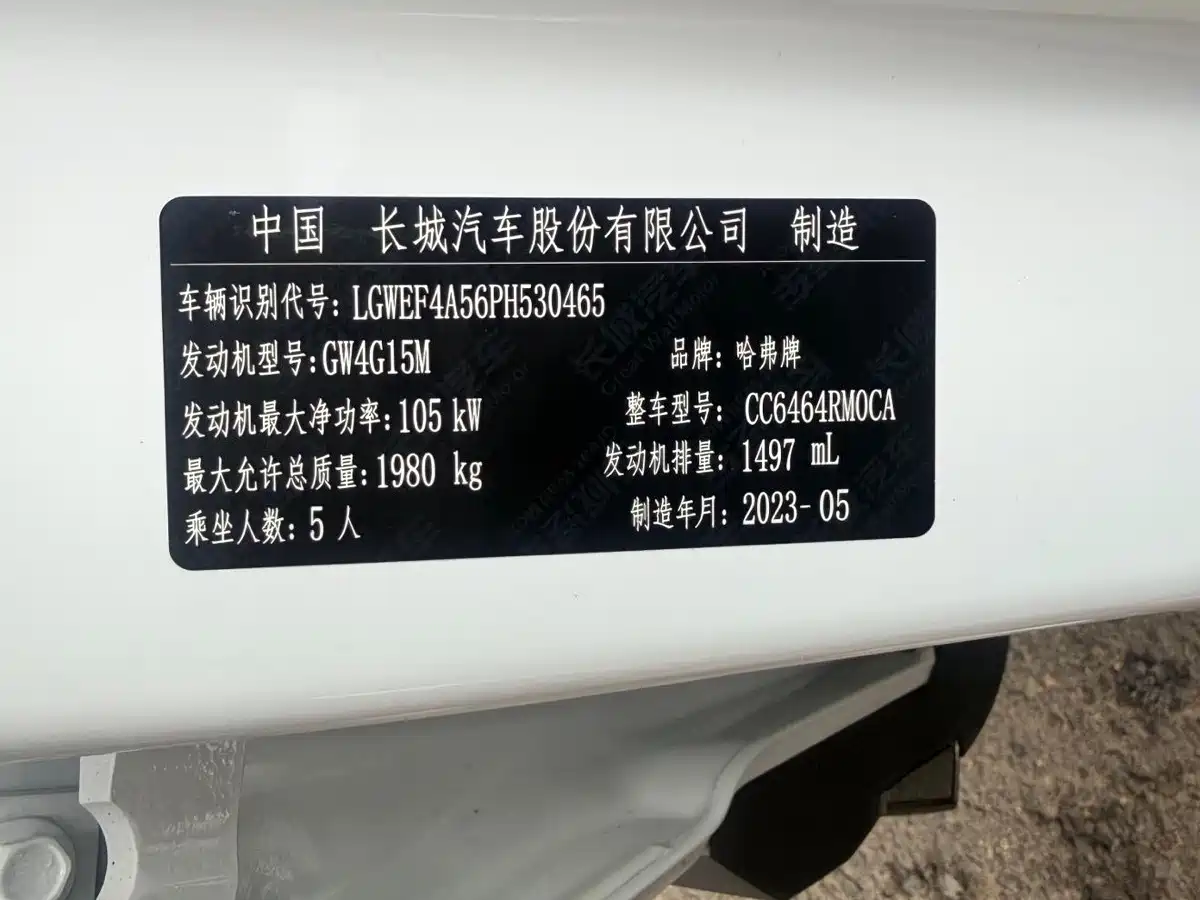 中国 长城汽车股份有限公司 制造
车辆识别代号: LGWEF4A56PH530465
发动机型号: GW4G15M
品牌: 哈弗牌
发动机最大净功率: 105 kW
整车型号: CC6464RM0CA
最大允许总质量: 1980 kg
发动机排量: 1497 mL
乘坐人数: 5 人
制造年月: 2023-05